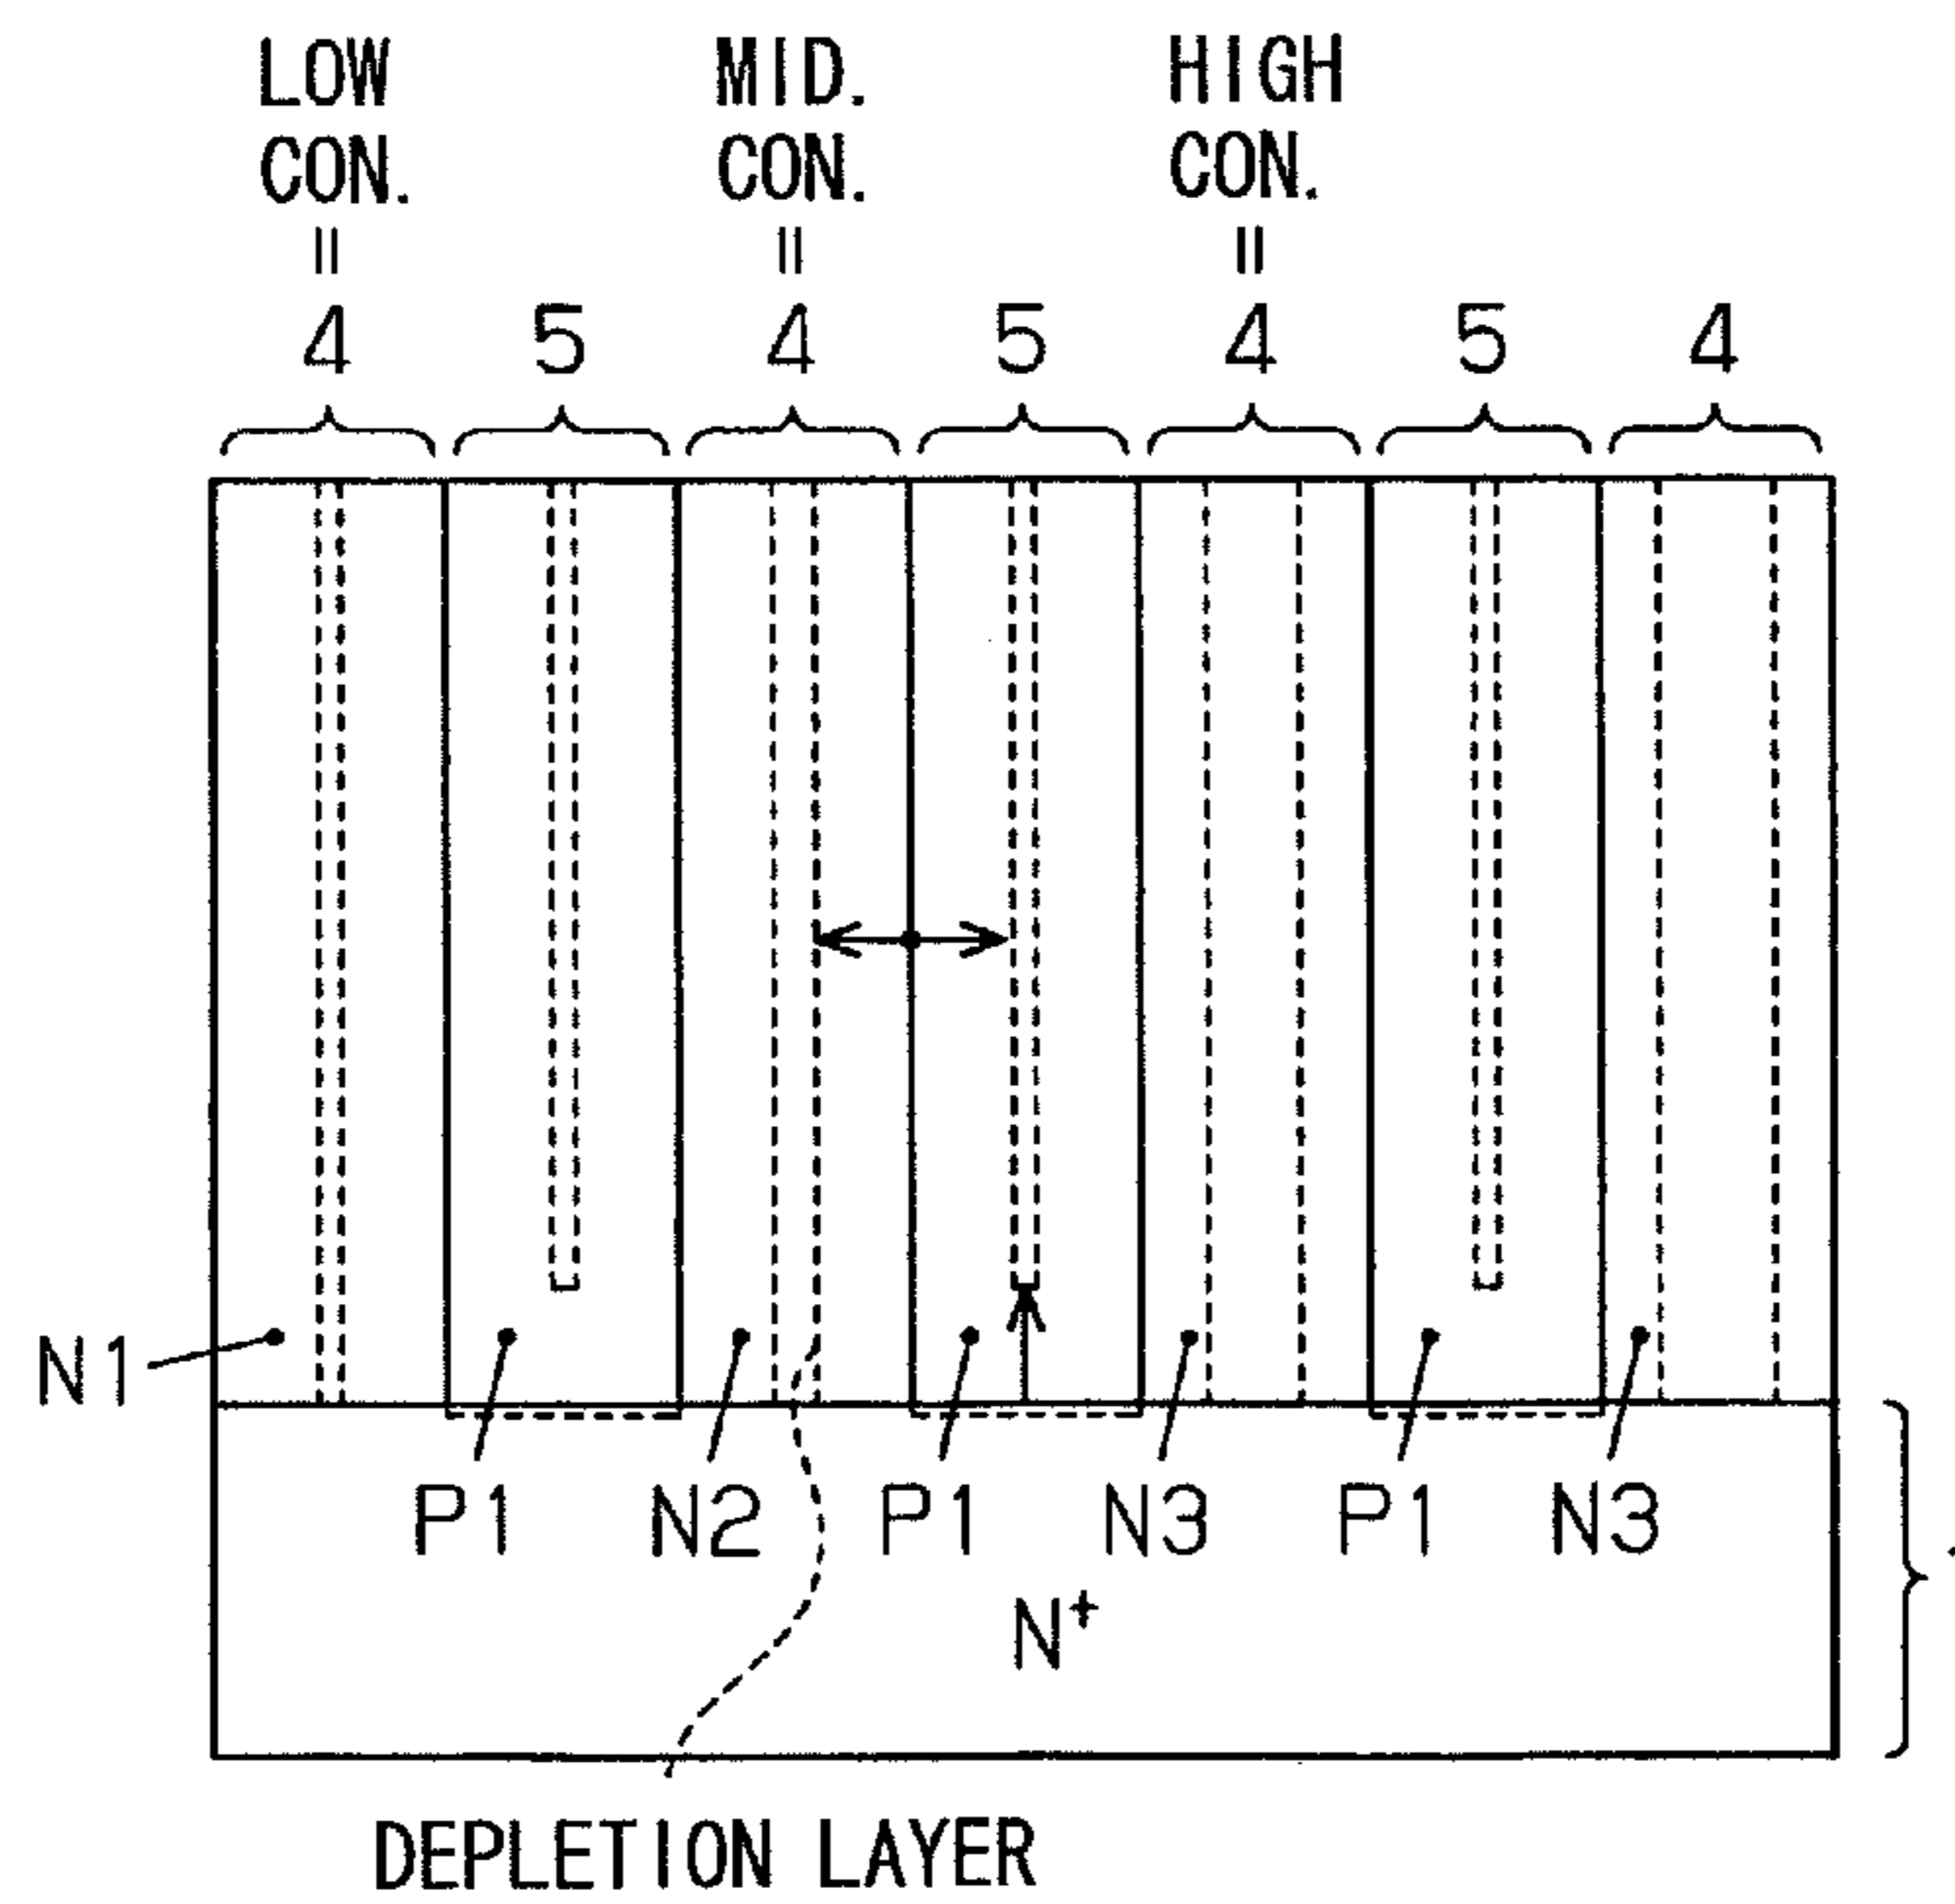 LOW MID. HIGH
CON. CON. CON.
= = =
4 5 4 5 4 5 4
N1
P1 N2 P1 N3 P1 N3
N+
DEPLETION LAYER